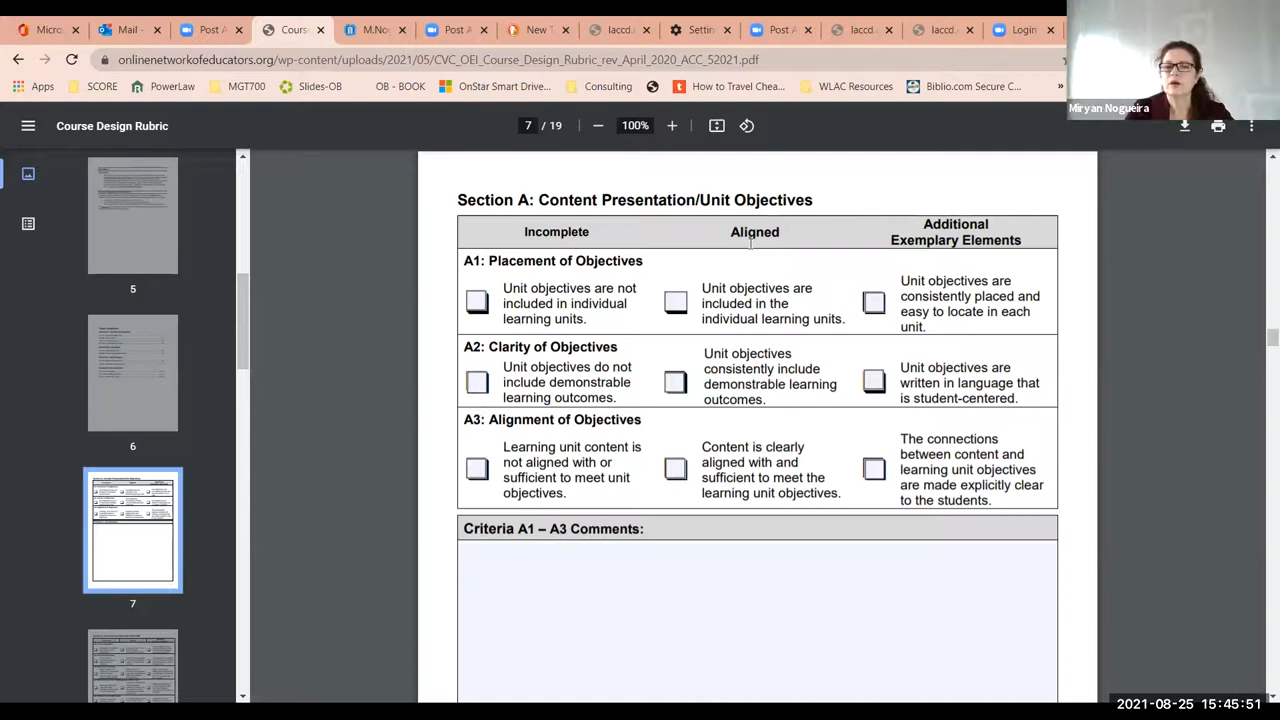 Micros
Mail -
Post A
Cours
M.No
Post A
New T
laccd.
Settin
Post A
laccd.
laccd.
Login
onlinenetworkofeducators.org/wp-content/uploads/2021/05/CVC_OEI_Course_Design_Rubric_rev_April_2020_ACC_52021.pdf
Apps
SCORE
PowerLaw
MGT700
Slides-OB
OB - BOOK
GoldStar Smart Drive...
Consulting
How to Travel Chea...
WLAC Resources
Biblio.com Secure C...
»
Miryan Nogueira
Course Design Rubric
7 / 19
100%
5
6
7
Section A: Content Presentation/Unit Objectives
Incomplete
Aligned
Additional
Exemplary Elements
A1: Placement of Objectives
Unit objectives are not
included in individual
learning units.
Unit objectives are
included in the
individual learning units.
Unit objectives are
consistently placed and
easy to locate in each
unit.
A2: Clarity of Objectives
Unit objectives do not
include demonstrable
learning outcomes.
Unit objectives
consistently include
demonstrable learning
outcomes.
Unit objectives are
written in language that
is student-centered.
A3: Alignment of Objectives
Learning unit content is
not aligned with or
sufficient to meet unit
objectives.
Content is clearly
aligned with and
sufficient to meet the
learning unit objectives.
The connections
between content and
learning unit objectives
are made explicitly clear
to the students.
Criteria A1 – A3 Comments:
2021-08-25 15:45:51